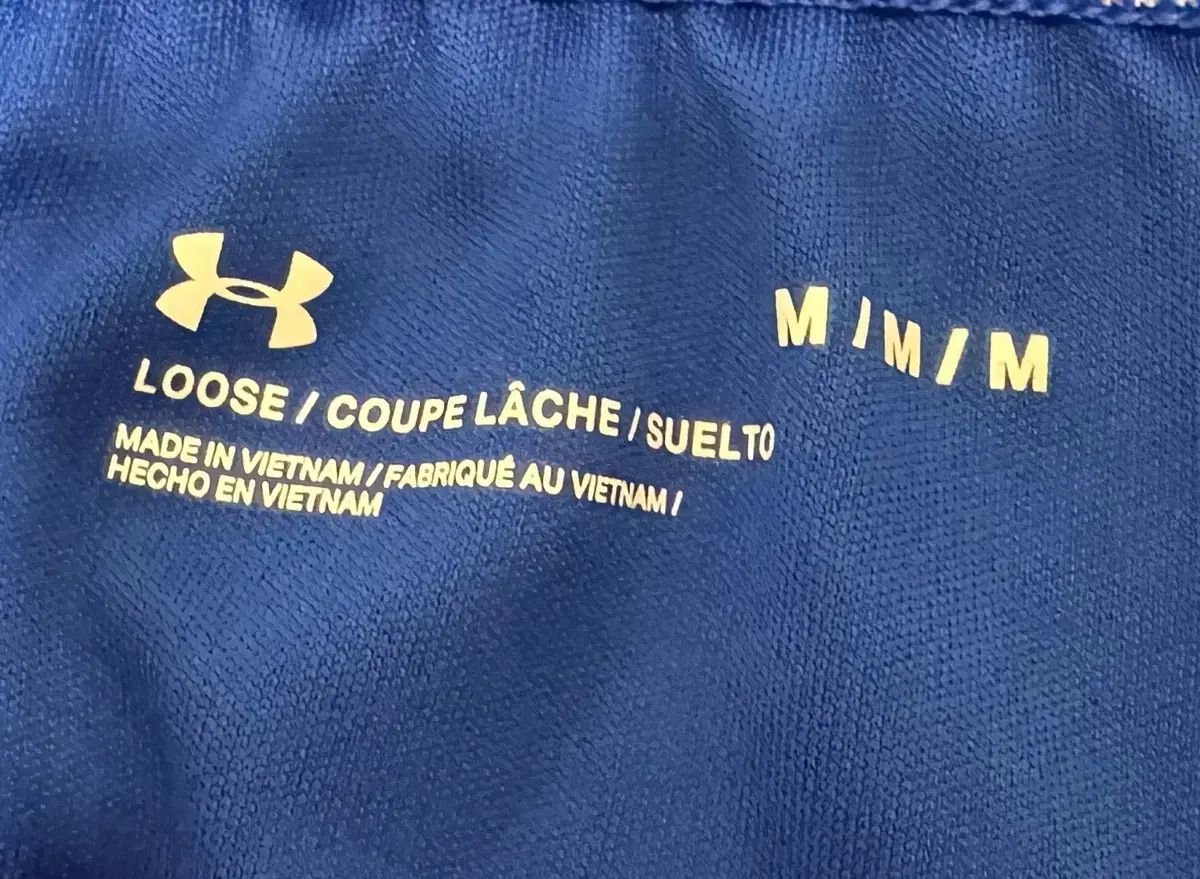 M/M/M
LOOSE / COUPE LÂCHE / SUELTO
MADE IN VIETNAM / FABRIQUÉ AU VIETNAM /
HECHO EN VIETNAM